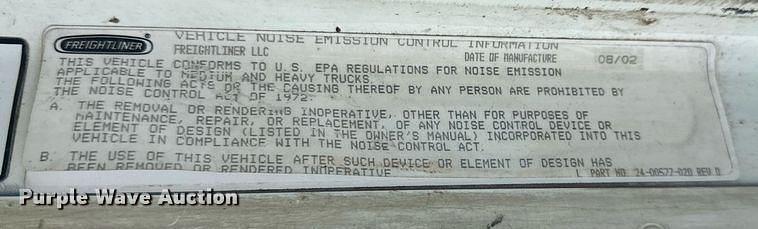 FREIGHTLINER
VEHICLE NOISE EMISSION CONTROL INFORMATION
FREIGHTLINER LLC
DATE OF MANUFACTURE 08/02
THIS VEHICLE CONFORMS TO U.S. EPA REGULATIONS FOR NOISE EMISSION
APPLICABLE TO MEDIUM AND HEAVY TRUCKS.
THE FOLLOWING ACTS OR THE CAUSING THEREOF BY ANY PERSON ARE PROHIBITED BY
THE NOISE CONTROL ACT OF 1972:
A. THE REMOVAL OR RENDERING INOPERATIVE, OTHER THAN FOR PURPOSES OF
MAINTENANCE, REPAIR, OR REPLACEMENT, OF ANY NOISE CONTROL DEVICE OR
ELEMENT OF DESIGN (LISTED IN THE OWNER'S MANUAL) INCORPORATED INTO THIS
VEHICLE IN COMPLIANCE WITH THE NOISE CONTROL ACT.
B. THE USE OF THIS VEHICLE AFTER SUCH DEVICE OR ELEMENT OF DESIGN HAS
BEEN REMOVED OR RENDERED INOPERATIVE
PART NO. 24-00577-020 REV D
Purple Wave Auction